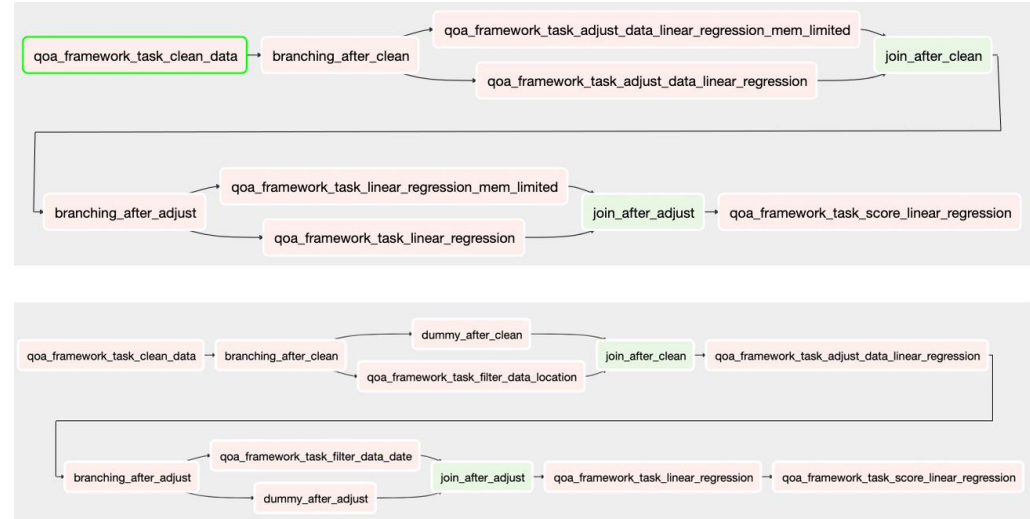 qoa_framework_task_adjust_data_linear_regression_mem_limited
qoa_framework_task_clean_data
branching_after_clean
join_after_clean
qoa_framework_task_adjust_data_linear_regression
qoa_framework_task_linear_regression_mem_limited
branching_after_adjust
join_after_adjust
qoa_framework_task_score_linear_regression
qoa_framework_task_linear_regression
dummy_after_clean
qoa_framework_task_clean_data
branching_after_clean
join_after_clean
qoa_framework_task_adjust_data_linear_regression
qoa_framework_task_filter_data_location
qoa_framework_task_filter_data_date
branching_after_adjust
join_after_adjust
qoa_framework_task_linear_regression
qoa_framework_task_score_linear_regression
dummy_after_adjust